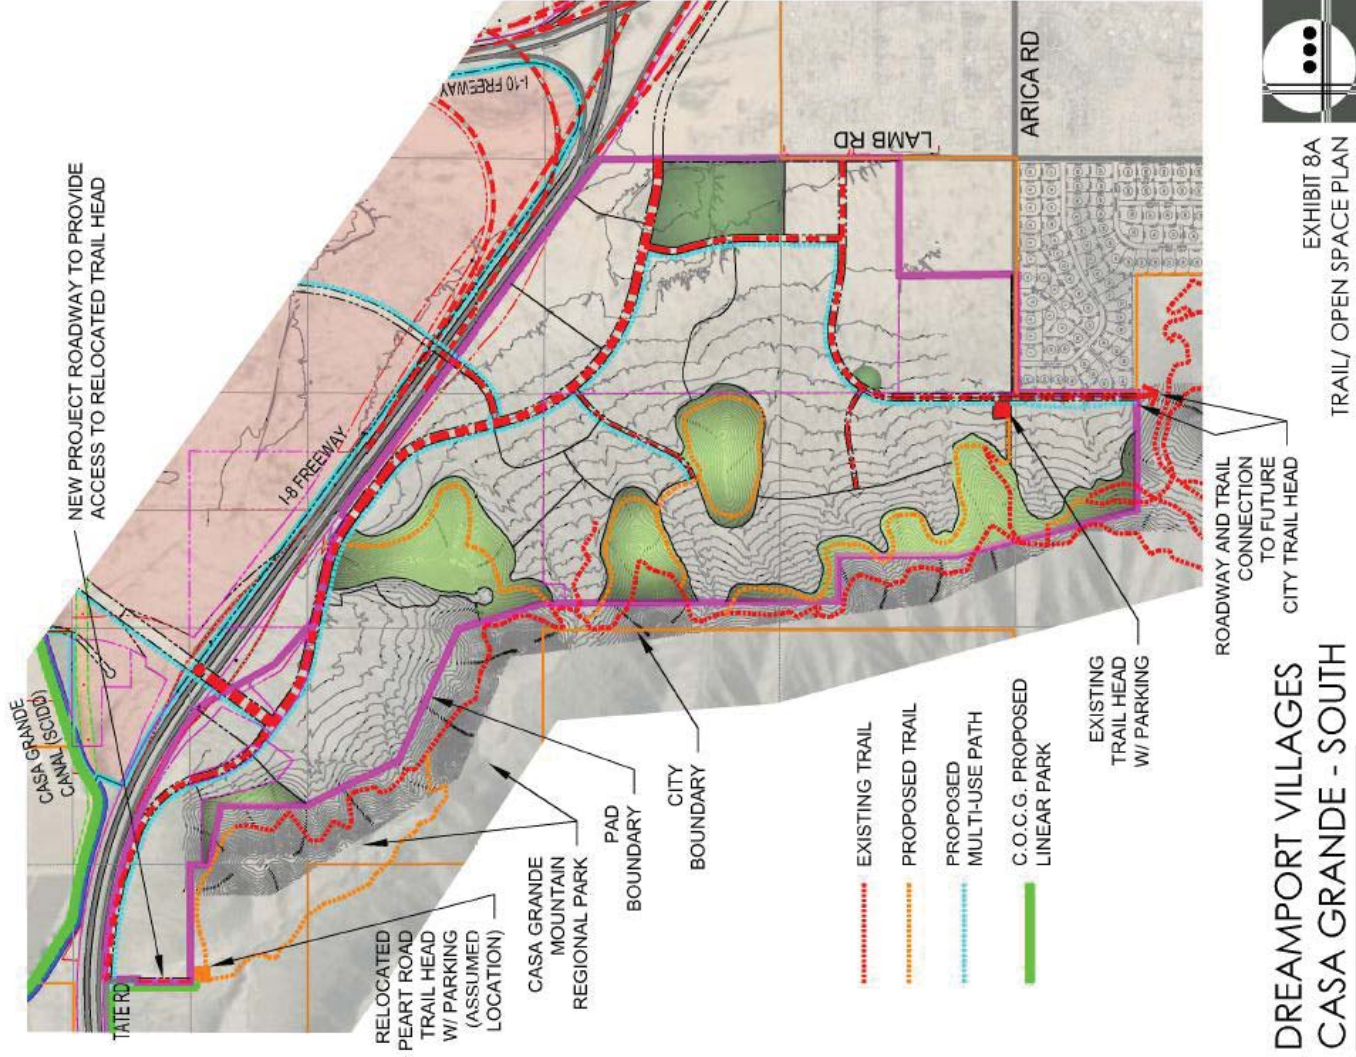 NEW PROJECT ROADWAY TO PROVIDE
ACCESS TO RELOCATED TRAIL HEAD
I-10 FREEWAY
I-8 FREEWAY
CASA GRANDE
CANAL (SCIDD)
TATE RD
LAMB RD
ARICA RD
RELOCATED
PEART ROAD
TRAIL HEAD
W/ PARKING
(ASSUMED
LOCATION)
CASA GRANDE
MOUNTAIN
REGIONAL PARK
PAD
BOUNDARY
CITY
BOUNDARY
EXISTING TRAIL
PROPOSED TRAIL
PROPOSED
MULTI-USE PATH
C.O.C.G. PROPOSED
LINEAR PARK
EXISTING
TRAIL HEAD
W/ PARKING
ROADWAY AND TRAIL
CONNECTION
TO FUTURE
CITY TRAIL HEAD
DREAMPORT VILLAGES
CASA GRANDE - SOUTH
EXHIBIT 8A
TRAIL/ OPEN SPACE PLAN